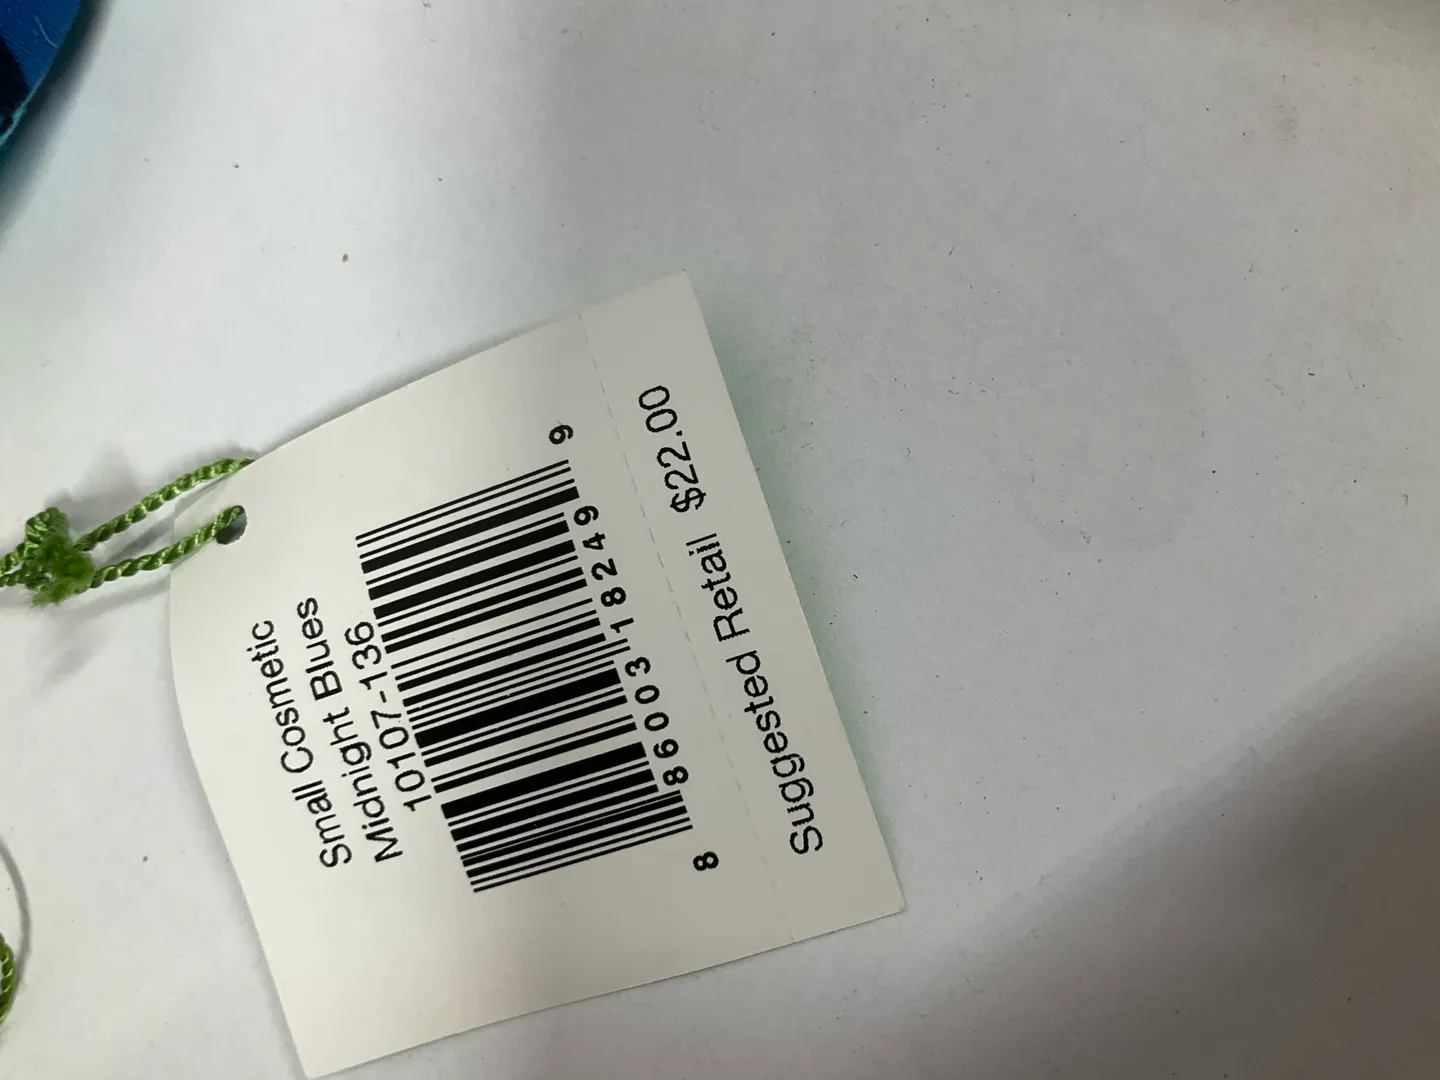 Small Cosmetic
Midnight Blues
10107-136
8 86003 18249 9
Suggested Retail $22.00